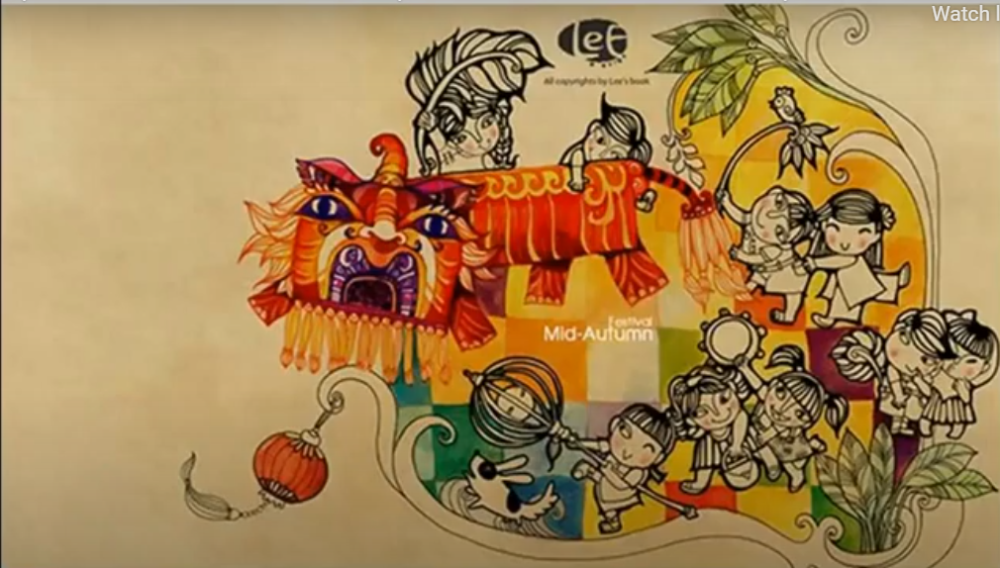 Watch l
Lee
All copyrights by Lee's book
Festival
Mid-Autumn